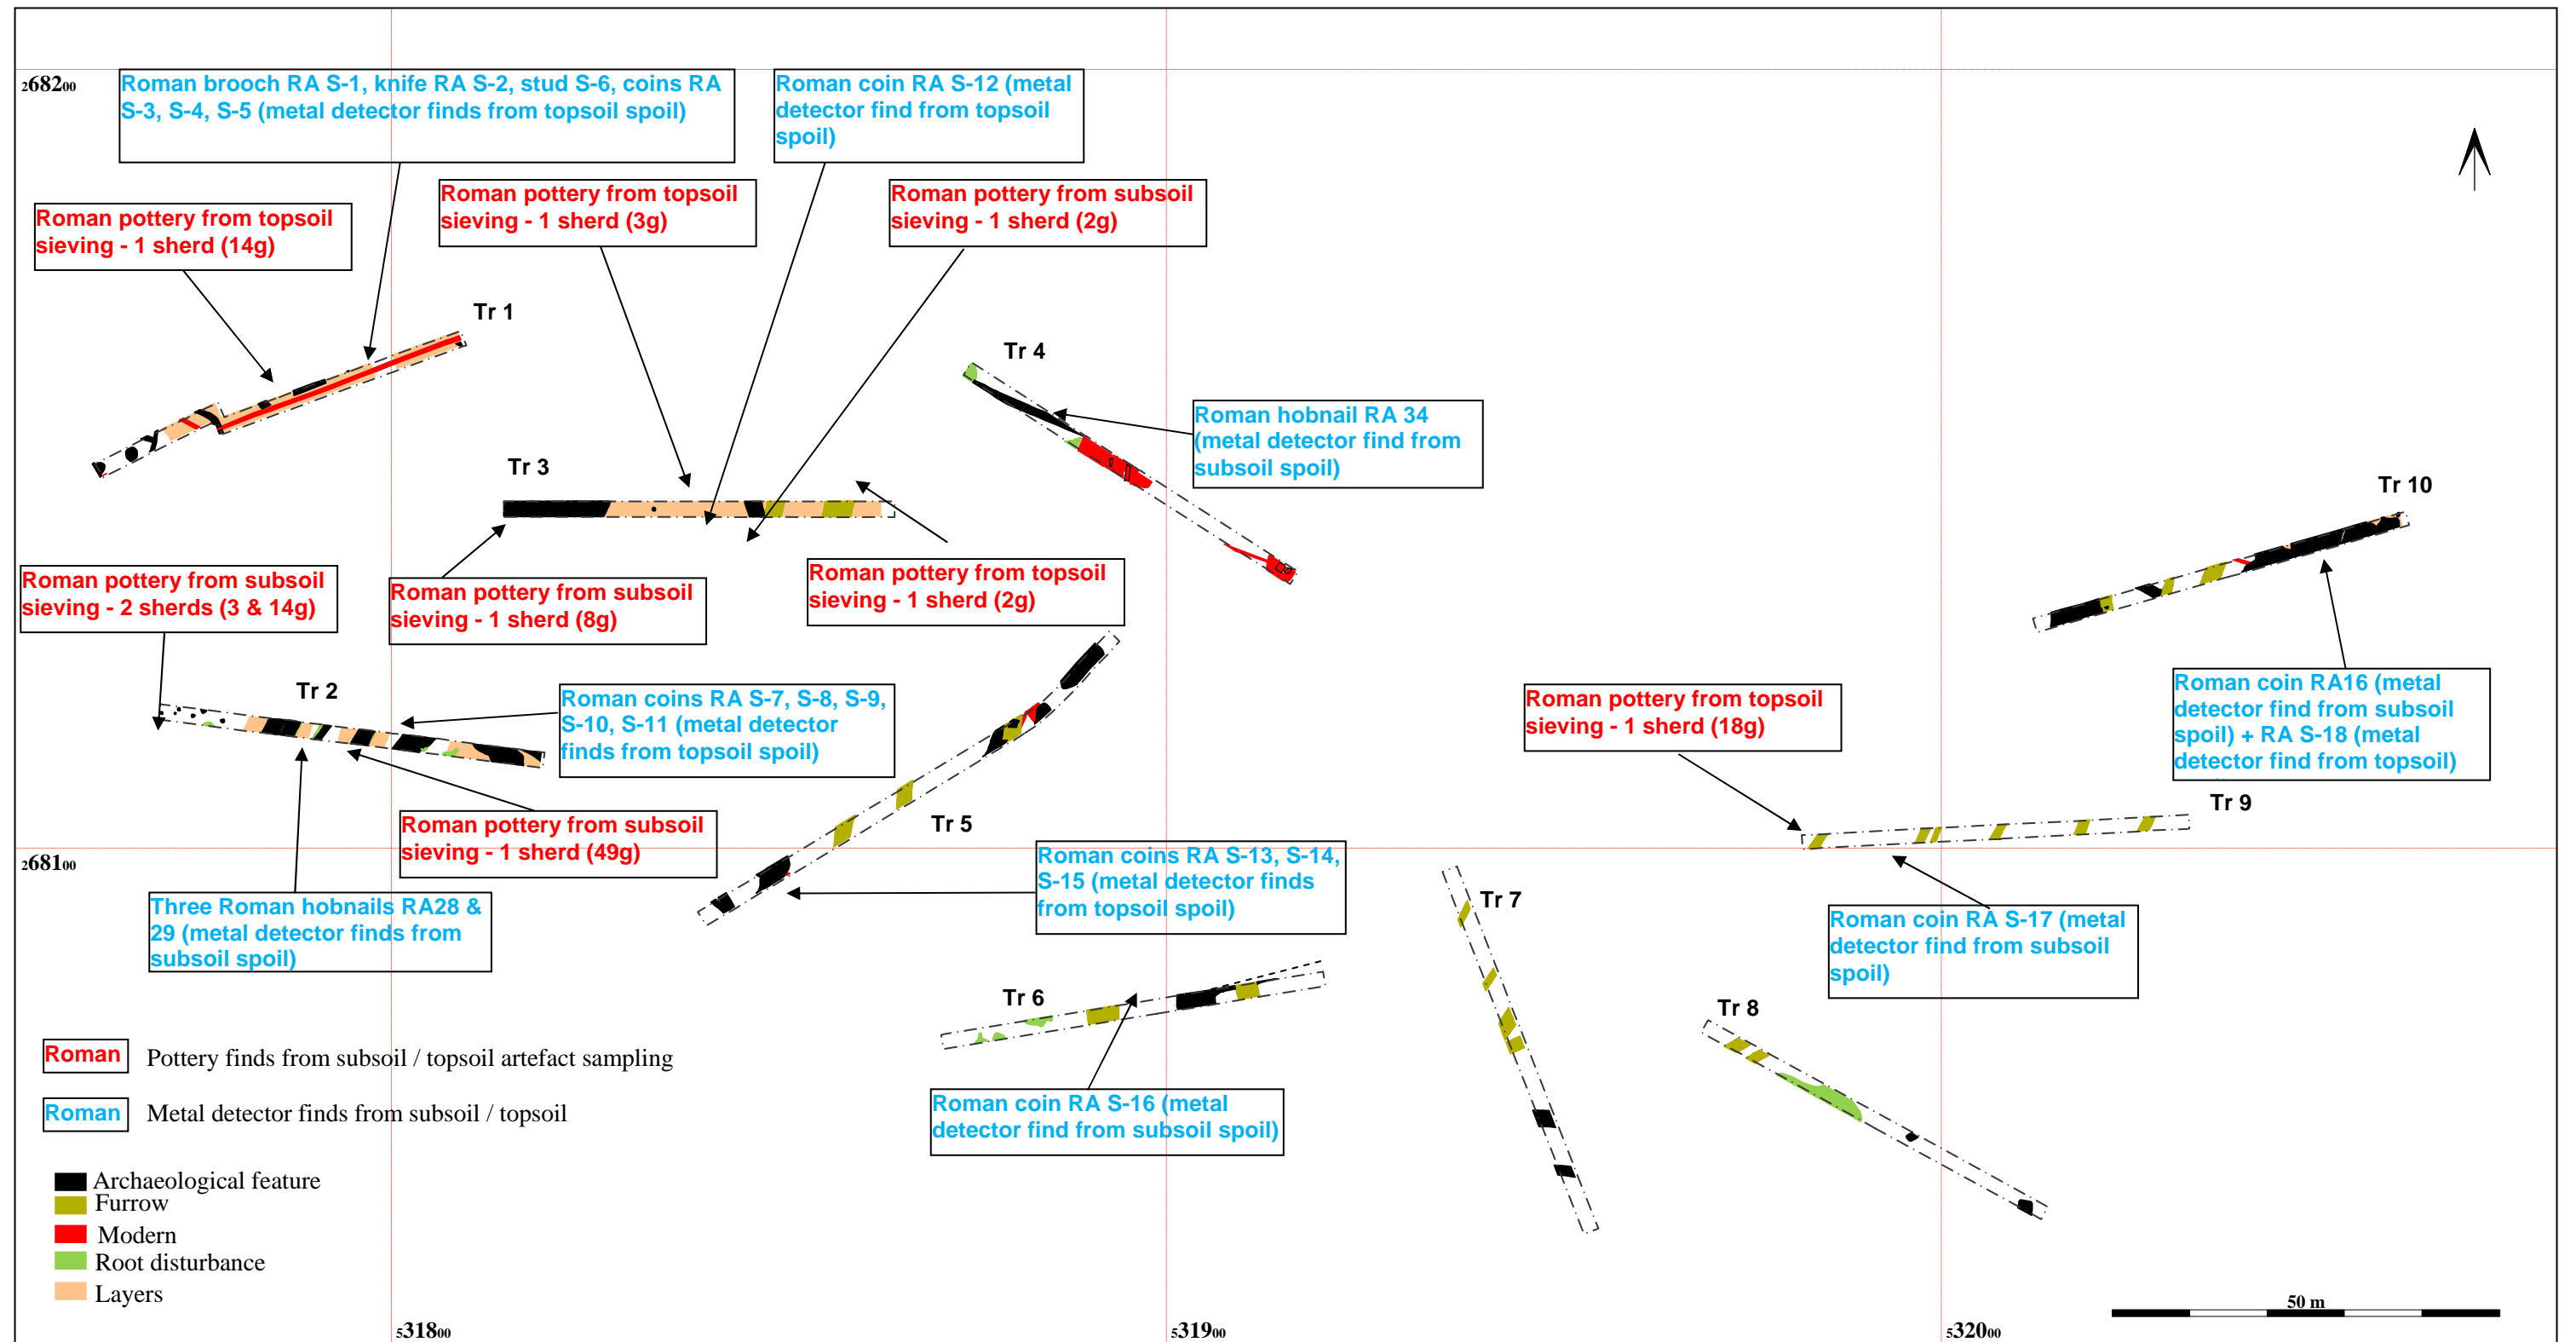 268200
Roman brooch RA S-1, knife RA S-2, stud S-6, coins RA
S-3, S-4, S-5 (metal detector finds from topsoil spoil)
Roman coin RA S-12 (metal
detector find from topsoil
spoil)
Roman pottery from topsoil
sieving - 1 sherd (14g)
Roman pottery from topsoil
sieving - 1 sherd (3g)
Roman pottery from subsoil
sieving - 1 sherd (2g)
Tr 1
Tr 4
Roman hobnail RA 34
(metal detector find from
subsoil spoil)
Tr 3
Tr 10
Roman pottery from subsoil
sieving - 2 sherds (3 & 14g)
Roman pottery from subsoil
sieving - 1 sherd (8g)
Roman pottery from topsoil
sieving - 1 sherd (2g)
Tr 2
Roman coins RA S-7, S-8, S-9,
S-10, S-11 (metal detector
finds from topsoil spoil)
Roman pottery from topsoil
sieving - 1 sherd (18g)
Roman coin RA16 (metal
detector find from subsoil
spoil) + RA S-18 (metal
detector find from topsoil)
Tr 9
Tr 5
Roman pottery from subsoil
sieving - 1 sherd (49g)
268100
Roman coins RA S-13, S-14,
S-15 (metal detector finds
from topsoil spoil)
Three Roman hobnails RA28 &
29 (metal detector finds from
subsoil spoil)
Tr 7
Roman coin RA S-17 (metal
detector find from subsoil
spoil)
Tr 6
Tr 8
Roman coin RA S-16 (metal
detector find from subsoil spoil)
Roman Pottery finds from subsoil / topsoil artefact sampling
Roman Metal detector finds from subsoil / topsoil
Archaeological feature
Furrow
Modern
Root disturbance
Layers
50 m
531800
531900
532000